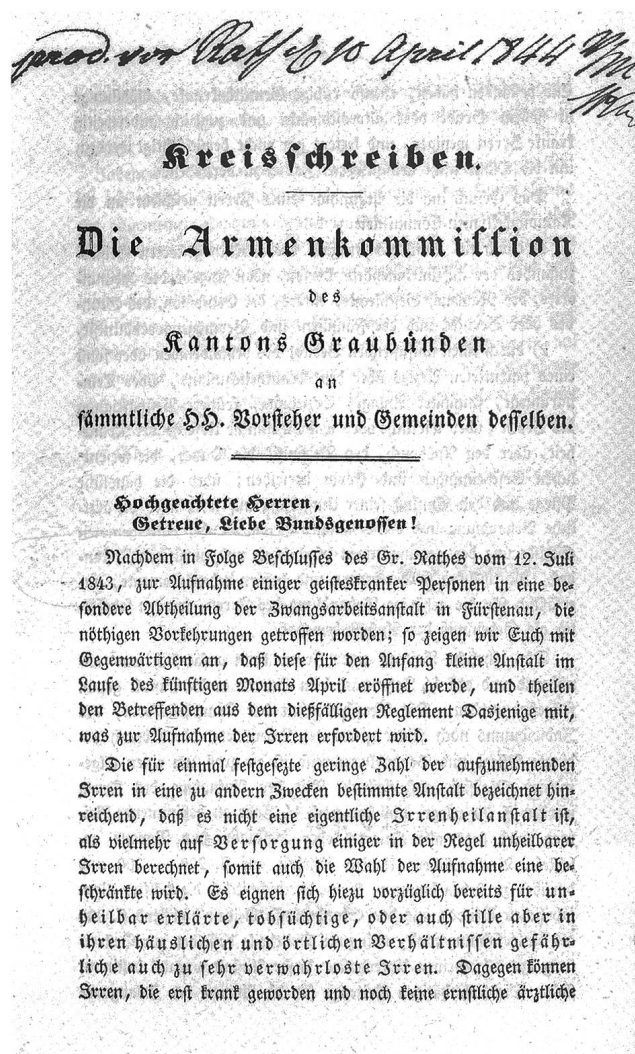 prod. vor Rath d 10 April 1844
Kreisschreiben.
Die Armenkommission
des
Kantons Graubünden
an
sämmtliche HH. Vorsteher und Gemeinden desselben.
Hochgeachtete Herren,
Getreue, Liebe Bundsgenossen!
Nachdem in Folge Beschlusses des Gr. Rathes vom 12. Juli
1843, zur Aufnahme einiger geisteskranker Personen in eine be-
sondere Abtheilung der Zwangsarbeitsanstalt in Fürstenau, die
nöthigen Vorkehrungen getroffen worden; so zeigen wir Euch mit
Gegenwärtigem an, daß diese für den Anfang kleine Anstalt im
Laufe des künftigen Monats April eröffnet werde, und theilen
den Betreffenden aus dem dießfälligen Reglement Dasjenige mit,
was zur Aufnahme der Irren erfordert wird.
Die für einmal festgesezte geringe Zahl der aufzunehmenden
Irren in eine zu andern Zwecken bestimmte Anstalt bezeichnet hin-
reichend, daß es nicht eine eigentliche Irrenheilanstalt ist,
als vielmehr auf Versorgung einiger in der Regel unheilbarer
Irren berechnet, somit auch die Wahl der Aufnahme eine be-
schränkte wird. Es eignen sich hiezu vorzüglich bereits für un-
heilbar erklärte, tobsüchtige, oder auch stille aber in
ihren häuslichen und örtlichen Verhältnissen gefähr-
liche auch zu sehr verwahrloste Irren. Dagegen können
Irren, die erst krank geworden und noch keine ernstliche ärztliche